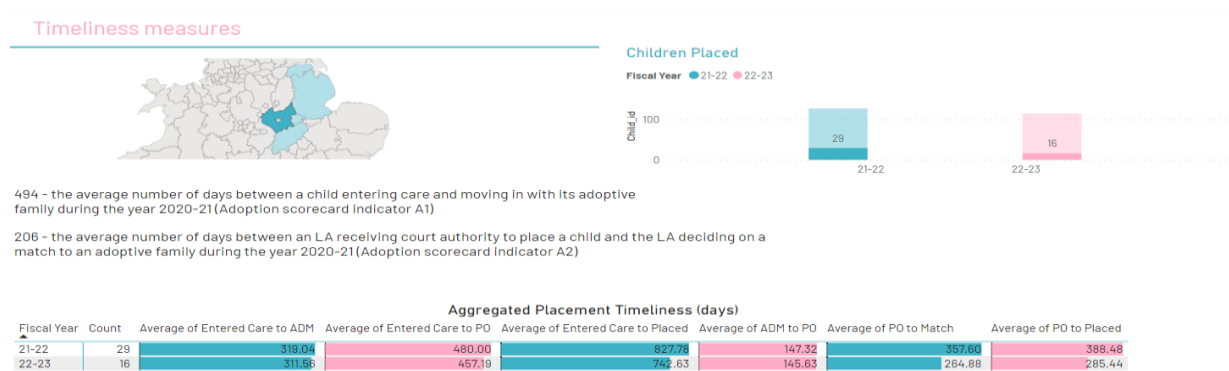 Timeliness measures
Children Placed
Fiscal Year 21-22 22-23
Child_id
100
0
29
16
21-22
22-23
494 - the average number of days between a child entering care and moving in with its adoptive
family during the year 2020-21 (Adoption scorecard indicator A1)
206 - the average number of days between an LA receiving court authority to place a child and the LA deciding on a
match to an adoptive family during the year 2020-21 (Adoption scorecard indicator A2)
Aggregated Placement Timeliness (days)
Fiscal Year Count Average of Entered Care to ADM Average of Entered Care to PO Average of Entered Care to Placed Average of ADM to PO Average of PO to Match Average of PO to Placed
21-22 29 319.04 480.00 827.78 147.32 357.60 388.48
22-23 16 311.56 457.19 742.63 145.63 264.88 285.44